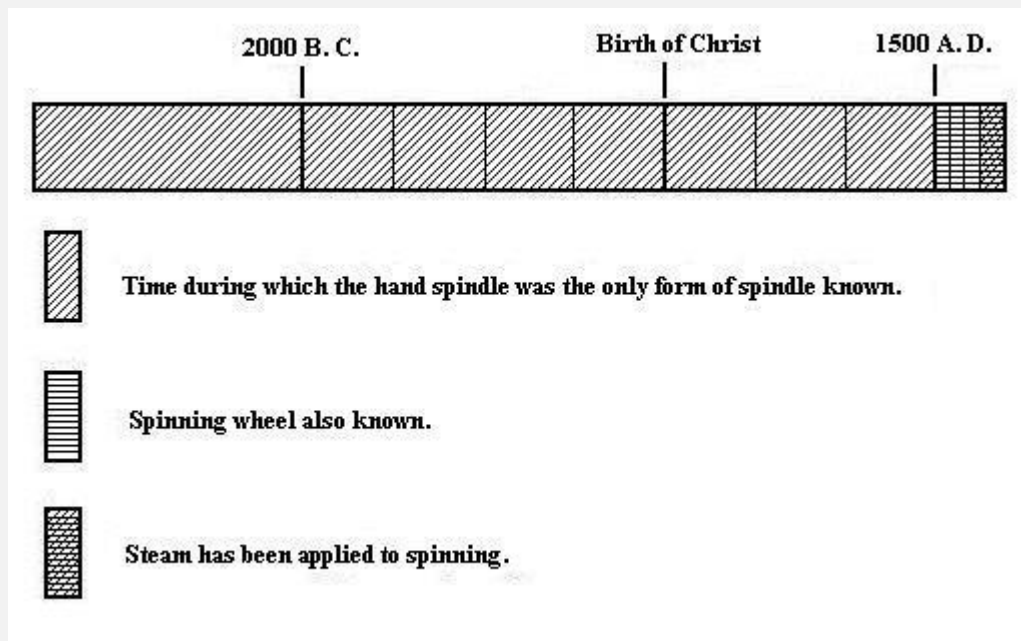 2000 B. C. Birth of Christ 1500 A. D.
Time during which the hand spindle was the only form of spindle known.
Spinning wheel also known.
Steam has been applied to spinning.